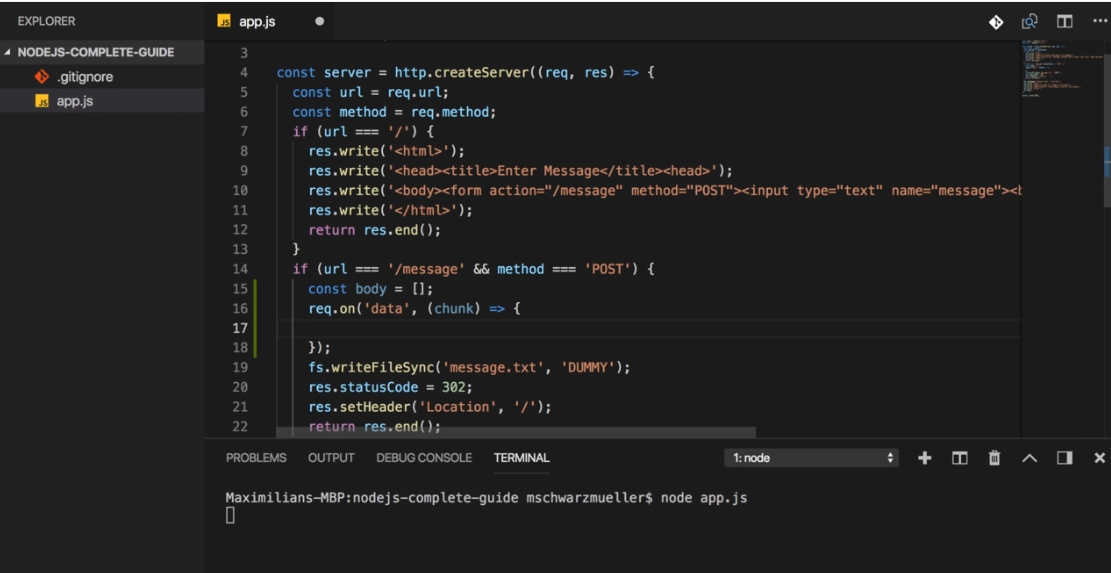 EXPLORER
JS app.js
NODEJS-COMPLETE-GUIDE
.gitignore
JS app.js
3
4 const server = http.createServer((req, res) => {
5 const url = req.url;
6 const method = req.method;
7 if (url === '/') {
8 res.write('<html>');
9 res.write('<head><title>Enter Message</title><head>');
10 res.write('<body><form action="/message" method="POST"><input type="text" name="message"><b
11 res.write('</html>');
12 return res.end();
13 }
14 if (url === '/message' && method === 'POST') {
15 const body = [];
16 req.on('data', (chunk) => {
17
18 });
19 fs.writeFileSync('message.txt', 'DUMMY');
20 res.statusCode = 302;
21 res.setHeader('Location', '/');
22 return res.end();
PROBLEMS OUTPUT DEBUG CONSOLE TERMINAL 1: node
Maximilians-MBP:nodejs-complete-guide mschwarzmueller$ node app.js